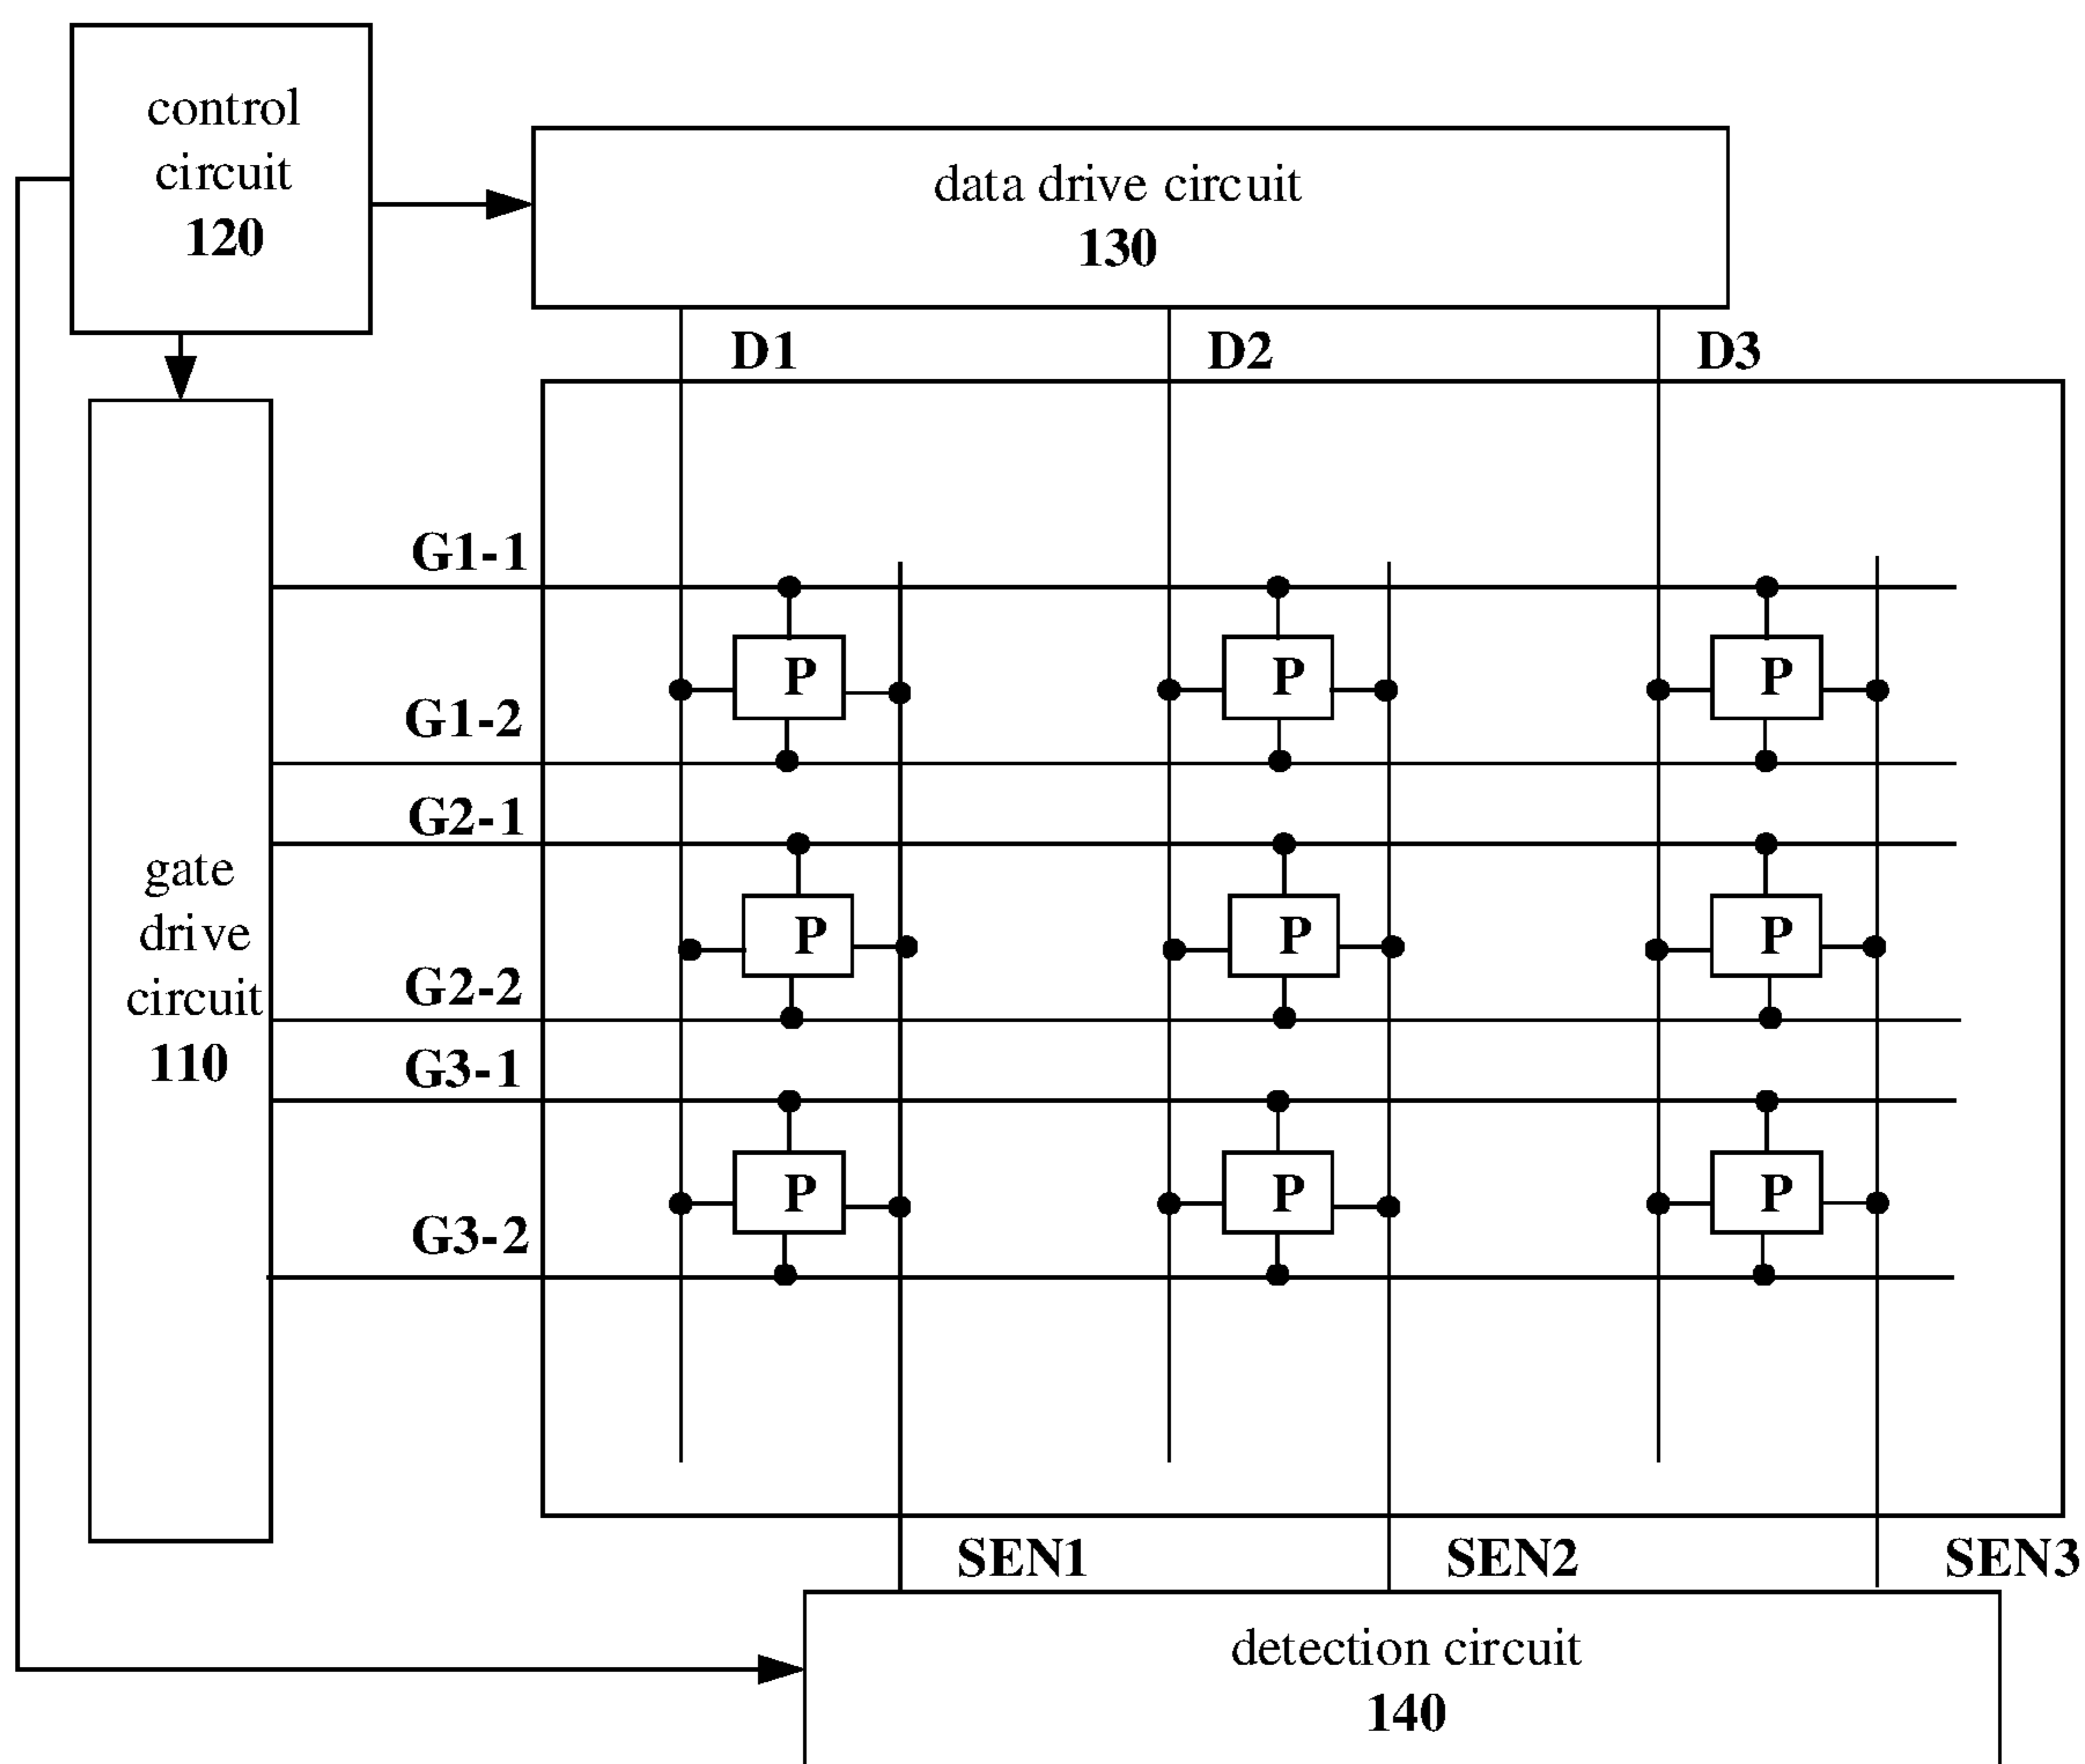 control
circuit
120
data drive circuit
130
D1
D2
D3
G1-1
P
P
P
G1-2
G2-1
P
P
P
G2-2
gate
drive
circuit
110
G3-1
P
P
P
G3-2
SEN1
SEN2
SEN3
detection circuit
140